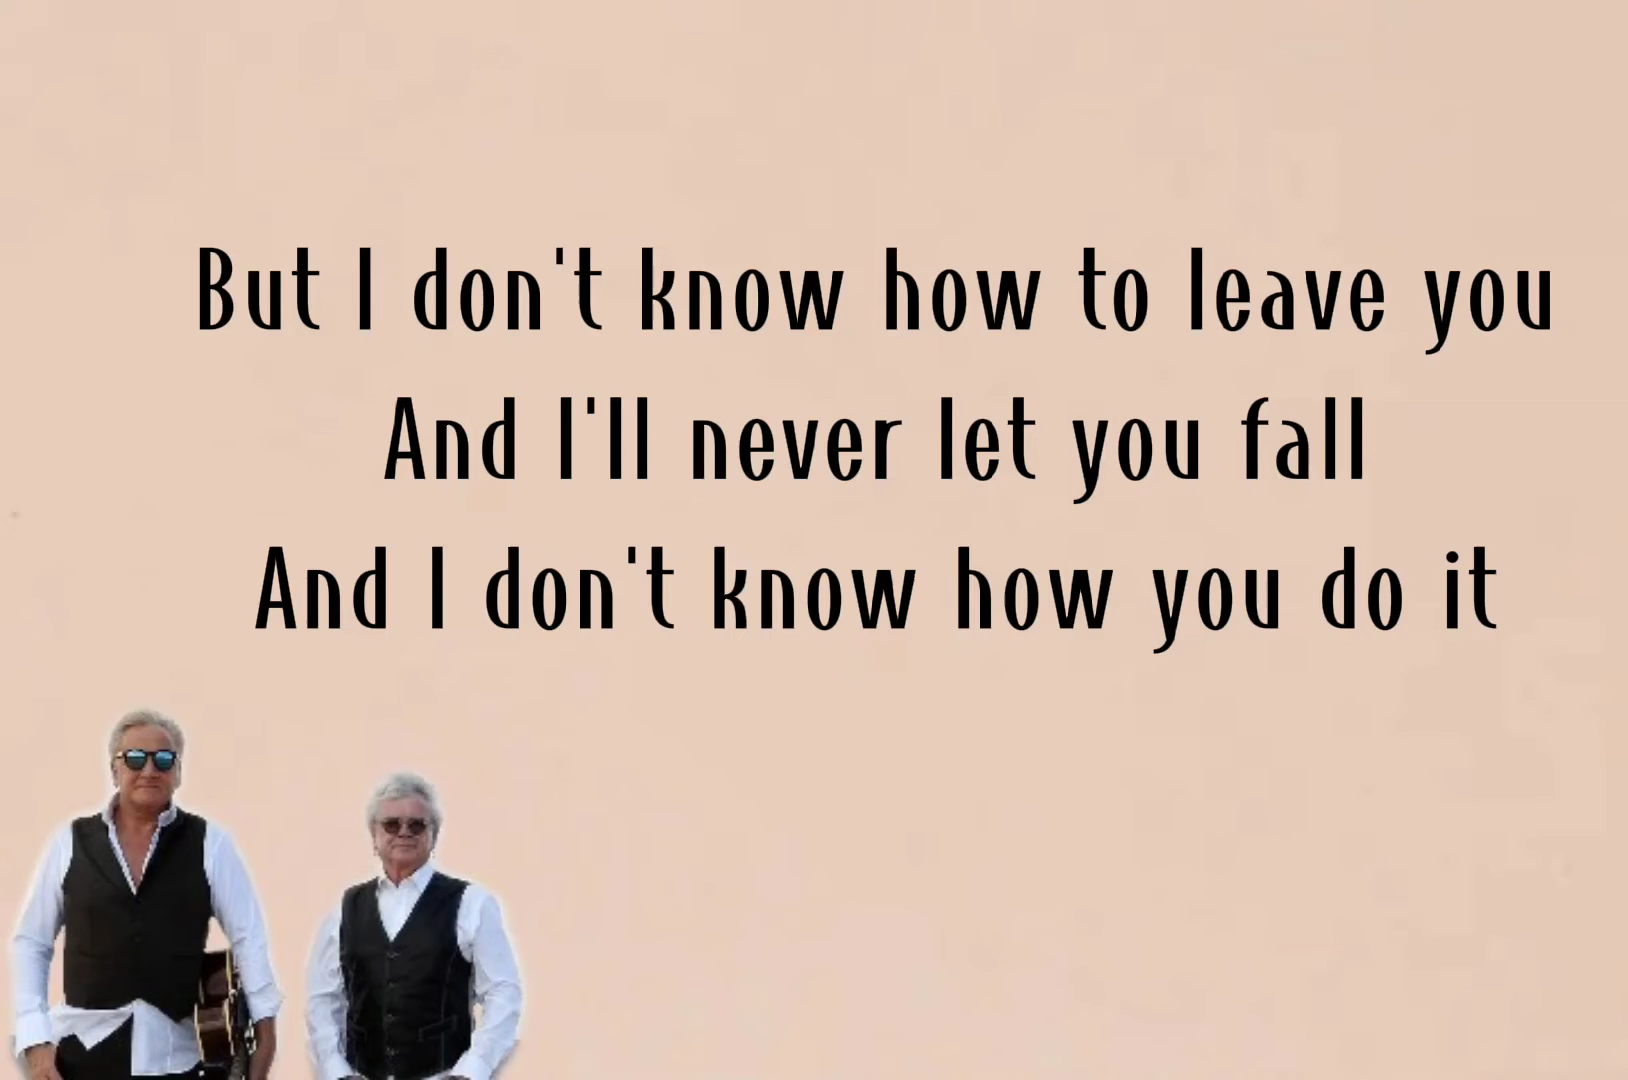 But I don't know how to leave you
And I'll never let you fall
And I don't know how you do it